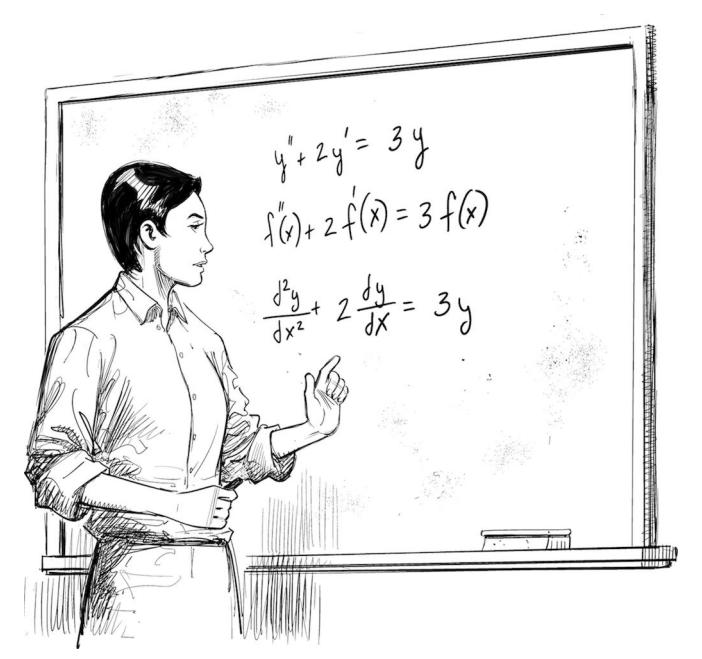 y'' + 2y' = 3y
f''(x) + 2f'(x) = 3f(x)
d²y/dx² + 2 dy/dx = 3y